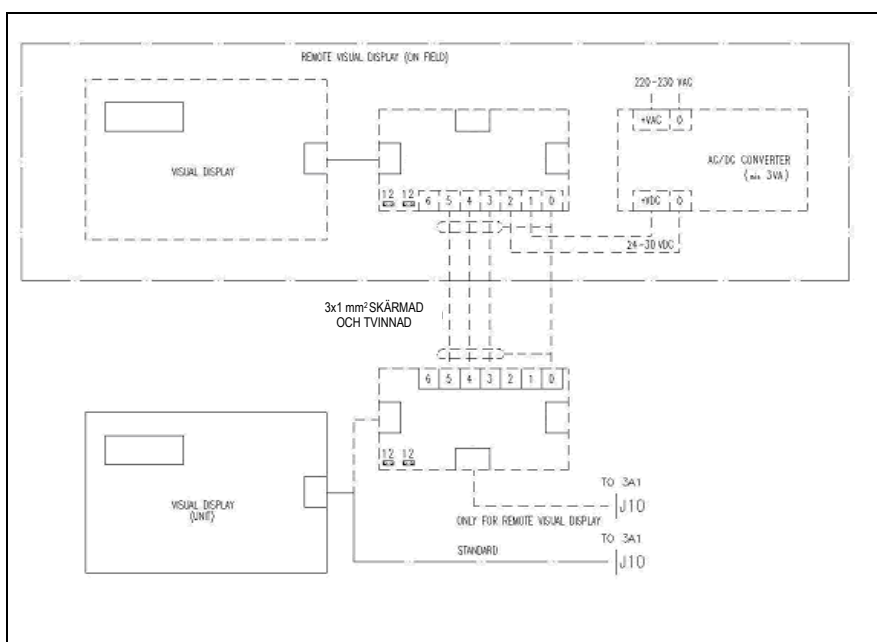 REMOTE VISUAL DISPLAY (ON FIELD)
220-230 VAC
+VAC 0
VISUAL DISPLAY
AC/DC CONVERTER
(min 3VA)
12 12 6 5 4 3 2 1 0
+VDC 0
24-30 VDC
3x1 mm² SKÄRMAD
OCH TVINNAD
6 5 4 3 2 1 0
12 12
VISUAL DISPLAY
(UNIT)
TO 3A1
J10
ONLY FOR REMOTE VISUAL DISPLAY
TO 3A1
STANDARD
J10